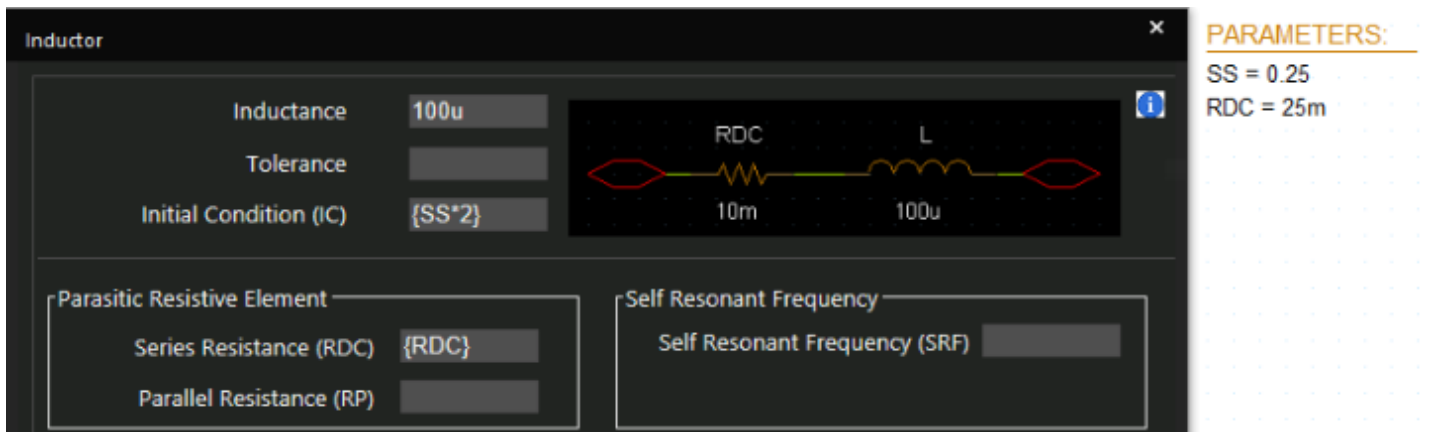 Inductor
×
PARAMETERS:
SS = 0.25
RDC = 25m
Inductance 100u
i
RDC L
Tolerance
Initial Condition (IC) {SS*2}
10m 100u
Parasitic Resistive Element
Series Resistance (RDC) {RDC}
Parallel Resistance (RP)
Self Resonant Frequency
Self Resonant Frequency (SRF)